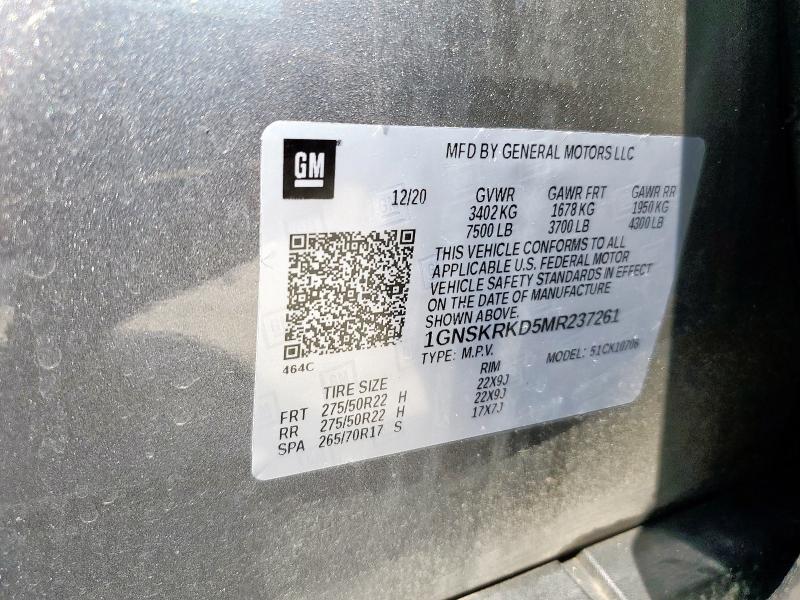 GM
MFD BY GENERAL MOTORS LLC
12/20 GVWR GAWR FRT GAWR RR
3402 KG 1678 KG 1950 KG
7500 LB 3700 LB 4300 LB
THIS VEHICLE CONFORMS TO ALL
APPLICABLE U.S. FEDERAL MOTOR
VEHICLE SAFETY STANDARDS IN EFFECT
ON THE DATE OF MANUFACTURE
SHOWN ABOVE.
1GNSKRKD5MR237261
TYPE: M.P.V. MODEL: 51CK10706
464C
TIRE SIZE RIM
FRT 275/50R22 H 22X9J
RR 275/50R22 H 22X9J
SPA 265/70R17 S 17X7J